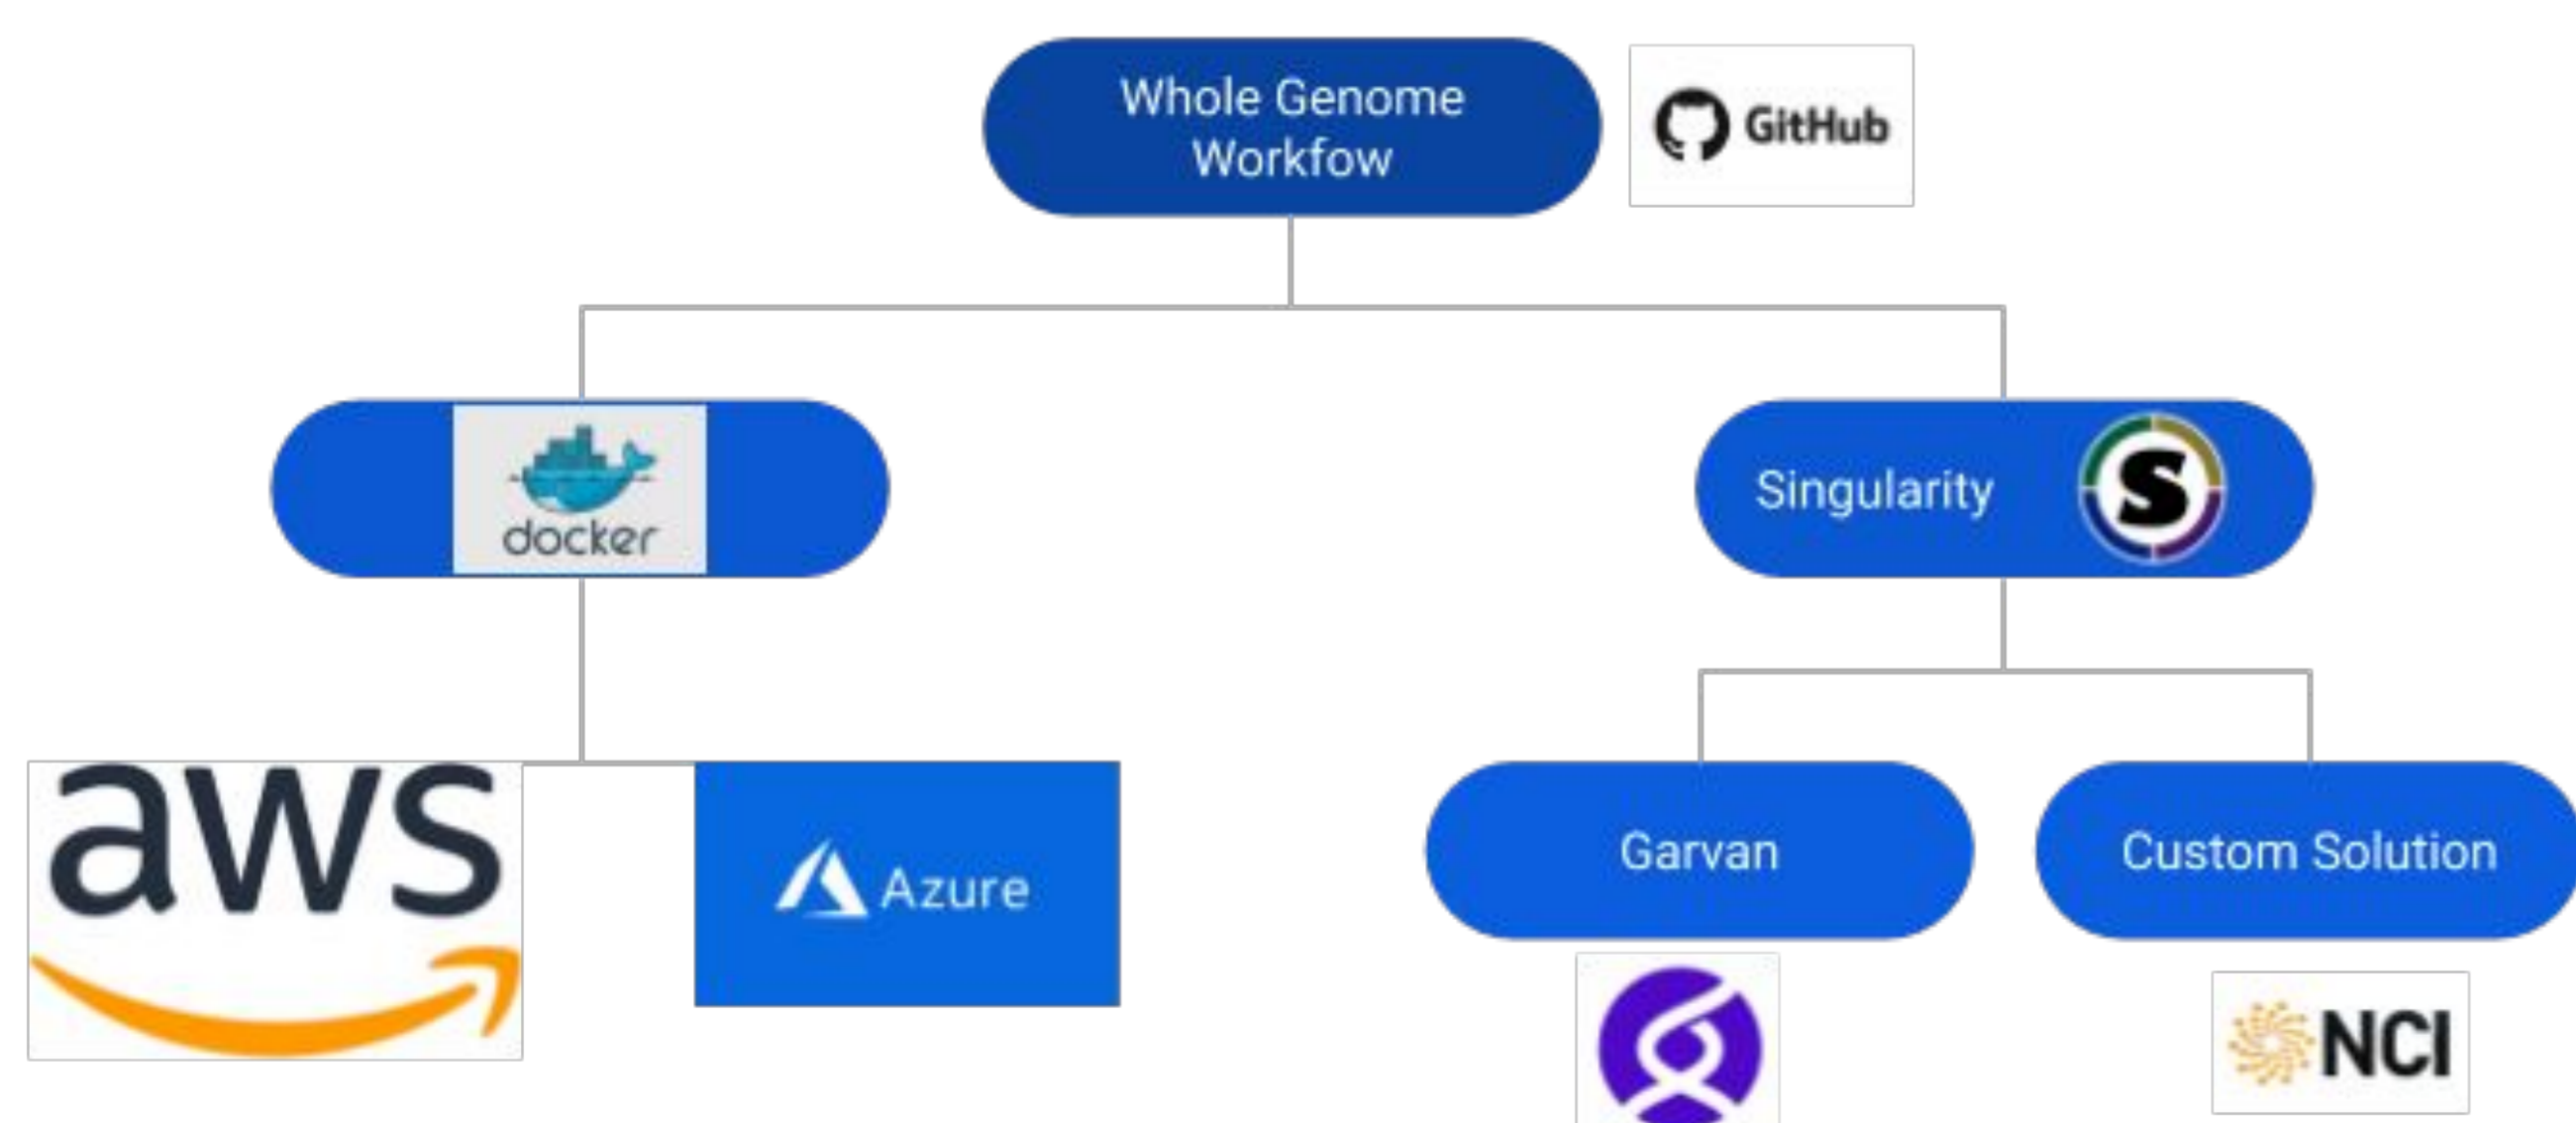 Whole Genome
Workfow
GitHub
docker
Singularity
S
aws
Azure
Garvan
Custom Solution
NCI